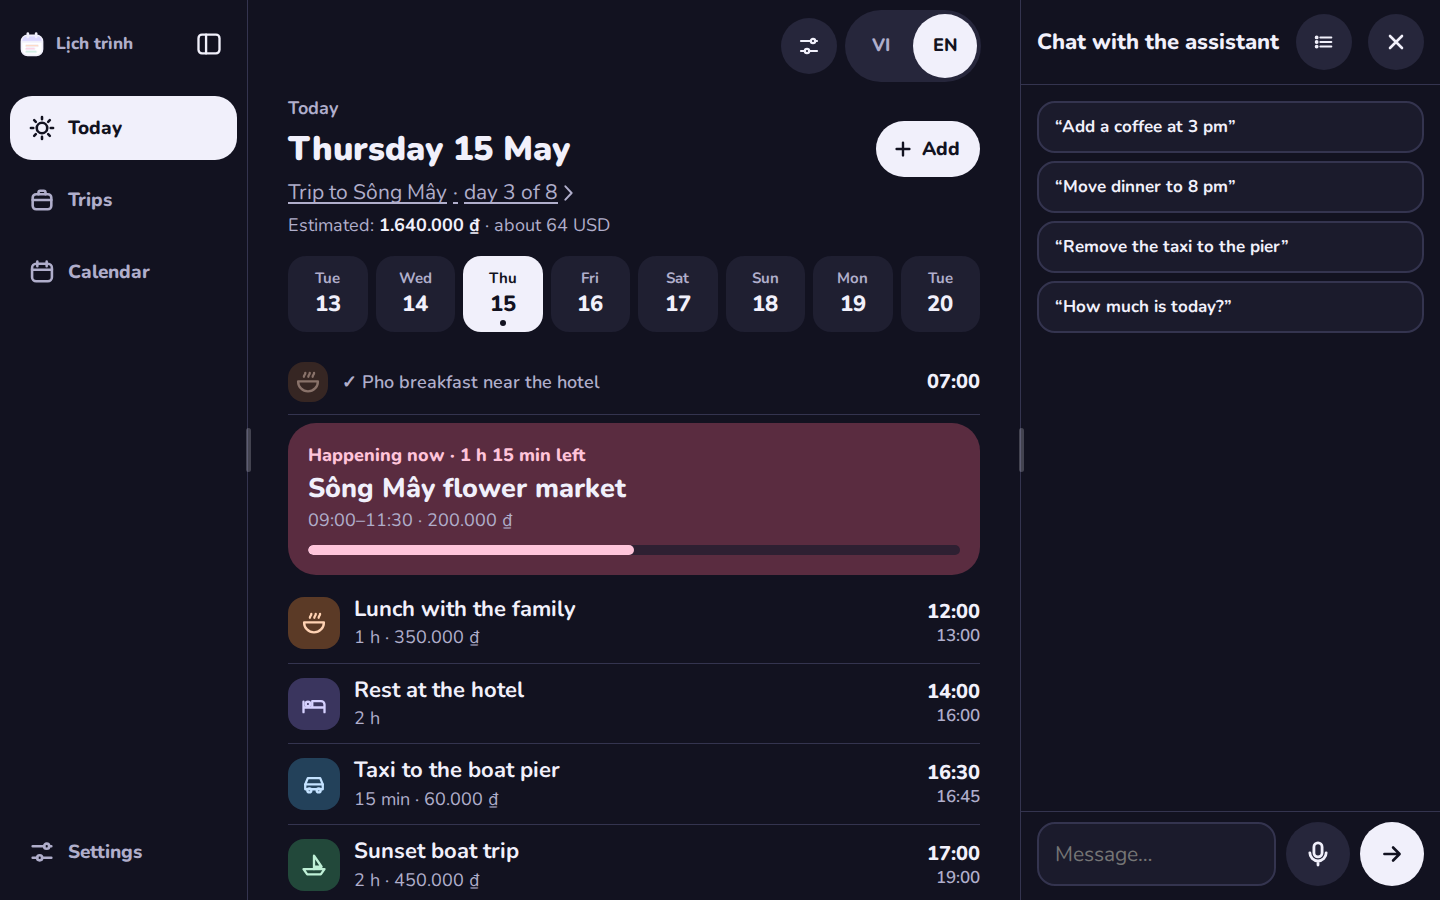 Lịch trình
Today
Trips
Calendar
Settings
VI
EN
Today
Thursday 15 May
Add
Trip to Sông Mây · day 3 of 8
Estimated: 1.640.000 ₫ · about 64 USD
Tue
13
Wed
14
Thu
15
Fri
16
Sat
17
Sun
18
Mon
19
Tue
20
✓ Pho breakfast near the hotel
07:00
Happening now · 1 h 15 min left
Sông Mây flower market
09:00–11:30 · 200.000 ₫
Lunch with the family
12:00
1 h · 350.000 ₫
13:00
Rest at the hotel
14:00
2 h
16:00
Taxi to the boat pier
16:30
15 min · 60.000 ₫
16:45
Sunset boat trip
17:00
2 h · 450.000 ₫
19:00
Chat with the assistant
“Add a coffee at 3 pm”
“Move dinner to 8 pm”
“Remove the taxi to the pier”
“How much is today?”
Message...